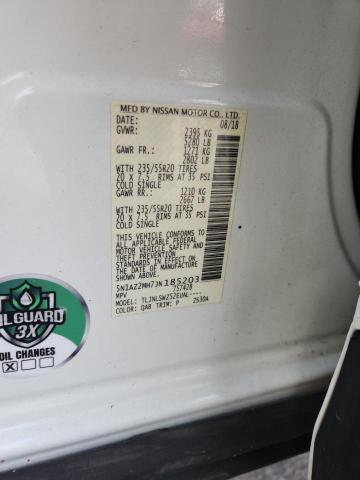 MFD BY NISSAN MOTOR CO., LTD.
DATE: 08/18
GVWR: 2395 KG
5280 LB
GAWR FR.: 1271 KG
2802 LB
WITH 235/55R20 TIRES
20 X 7.5 RIMS AT 35 PSI
COLD SINGLE
GAWR RR.: 1210 KG
2667 LB
WITH 235/55R20 TIRES
20 X 7.5 RIMS AT 35 PSI
COLD SINGLE
THIS VEHICLE CONFORMS TO ALL
APPLICABLE FEDERAL MOTOR
VEHICLE SAFETY AND BUMPER AND
THEFT PREVENTION STANDARDS
IN EFFECT ON THE DATE OF
MANUFACTURE SHOWN ABOVE.
5N1AZ2MH7JN185203
MPV 757428
MODEL: TLJNLSWZ52EUAL----
COLOR: QAB TRIM: P 2530A
GUARD
3X
OIL CHANGES
X